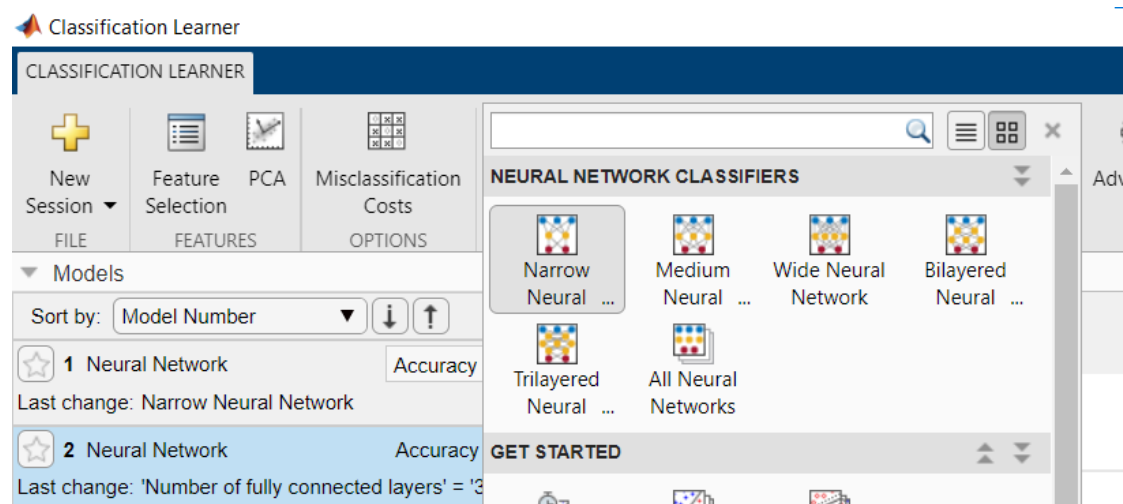 Classification Learner
CLASSIFICATION LEARNER
New
Session
Feature
Selection
PCA
Misclassification
Costs
FILE
FEATURES
OPTIONS
NEURAL NETWORK CLASSIFIERS
Narrow
Neural ...
Medium
Neural ...
Wide Neural
Network
Bilayered
Neural ...
Trilayered
Neural ...
All Neural
Networks
GET STARTED
Models
Sort by: Model Number
1 Neural Network Accuracy
Last change: Narrow Neural Network
2 Neural Network Accuracy
Last change: 'Number of fully connected layers' = '3